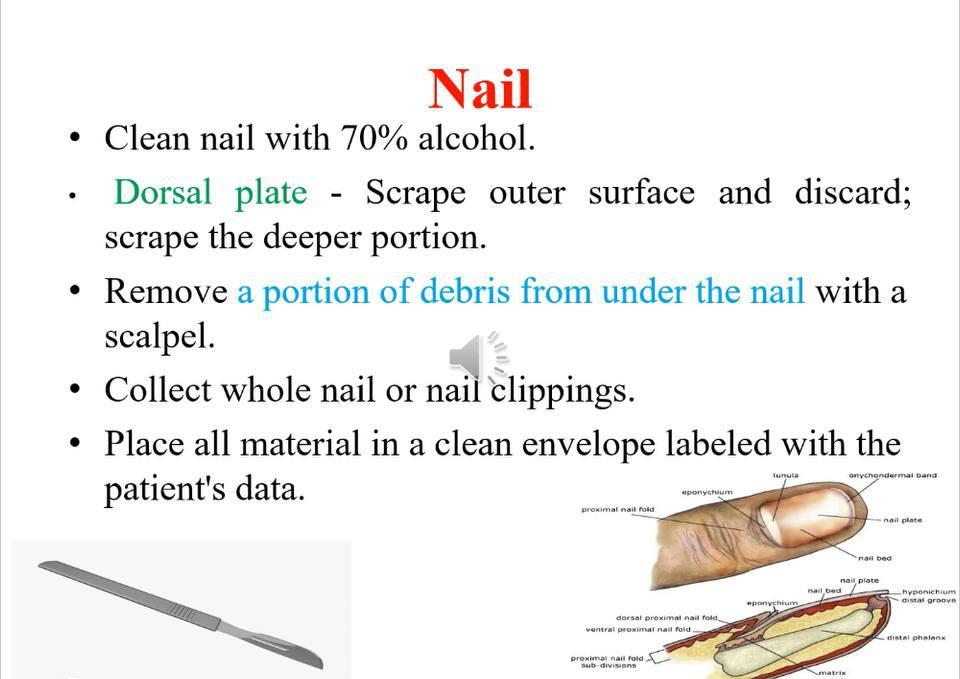 Nail
• Clean nail with 70% alcohol.
• Dorsal plate - Scrape outer surface and discard;
scrape the deeper portion.
• Remove a portion of debris from under the nail with a
scalpel.
• Collect whole nail or nail clippings.
• Place all material in a clean envelope labeled with the
patient's data.
lunula
onychondermal band
eponychium
proximal nail fold
nail plate
nail bed
nail plate
nail bed
hyponichium
distal groove
eponychium
dorsal proximal nail fold
ventral proximal nail fold
distal phalanx
proximal nail fold
sub-divisions
matrix